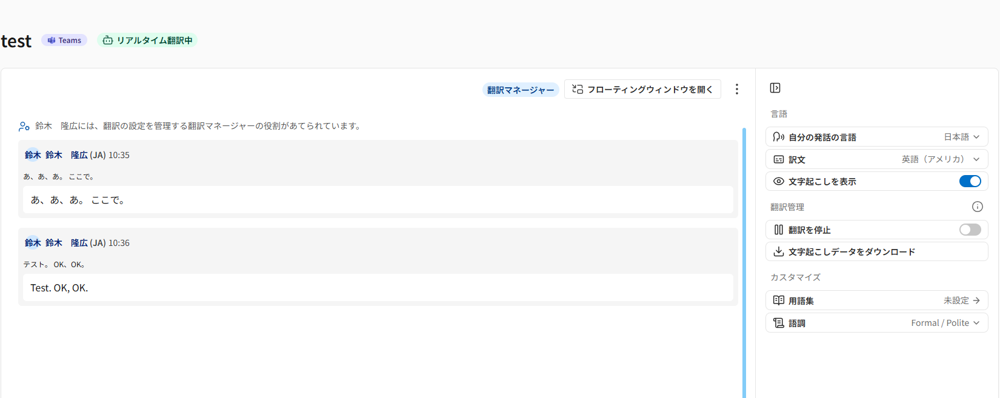 test Teams リアルタイム翻訳中
翻訳マネージャー フローティングウィンドウを開く
鈴木　隆広には、翻訳の設定を管理する翻訳マネージャーの役割があてられています。
鈴木 鈴木　隆広 (JA) 10:35
あ、あ、あ。 ここで。
あ、あ、あ。 ここで。
鈴木 鈴木　隆広 (JA) 10:36
テスト。 OK、OK。
Test. OK, OK.
言語
自分の発話の言語 日本語
訳文 英語（アメリカ）
文字起こしを表示
翻訳管理
翻訳を停止
文字起こしデータをダウンロード
カスタマイズ
用語集 未設定
語調 Formal / Polite